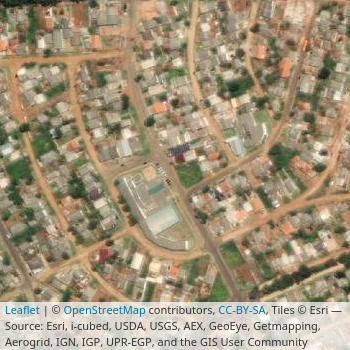 Leaflet | © OpenStreetMap contributors, CC-BY-SA, Tiles © Esri —
Source: Esri, i-cubed, USDA, USGS, AEX, GeoEye, Getmapping,
Aerogrid, IGN, IGP, UPR-EGP, and the GIS User Community